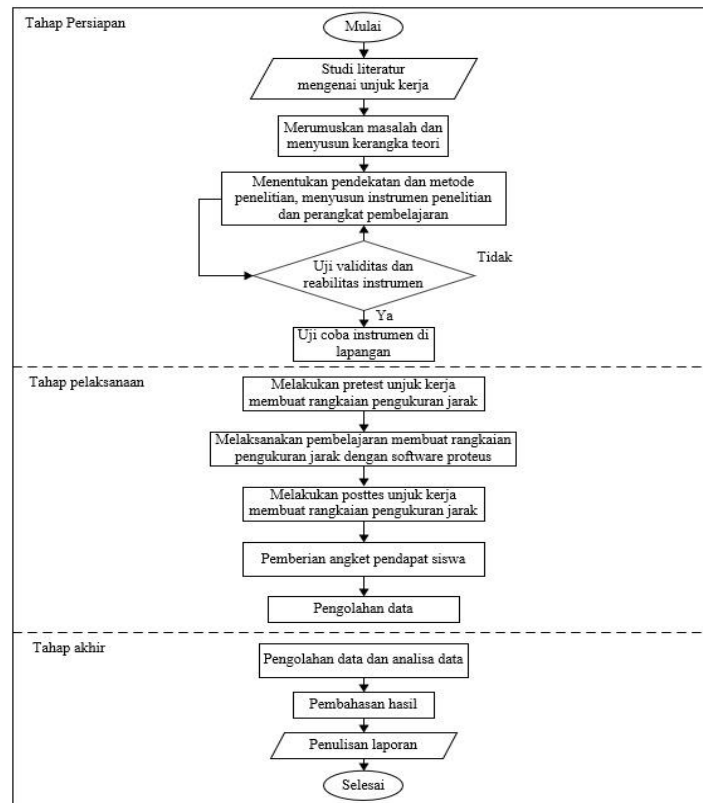 Tahap Persiapan
Mulai
Studi literatur
mengenai unjuk kerja
Merumuskan masalah dan
menyusun kerangka teori
Menentukan pendekatan dan metode
penelitian, menyusun instrumen penelitian
dan perangkat pembelajaran
Tidak
Uji validitas dan
reabilitas instrumen
Ya
Uji coba instrumen di
lapangan
Tahap pelaksanaan
Melakukan pretest unjuk kerja
membuat rangkaian pengukuran jarak
Melaksanakan pembelajaran membuat rangkaian
pengukuran jarak dengan software proteus
Melakukan posttes unjuk kerja
membuat rangkaian pengukuran jarak
Pemberian angket pendapat siswa
Pengolahan data
Tahap akhir
Pengolahan data dan analisa data
Pembahasan hasil
Penulisan laporan
Selesai